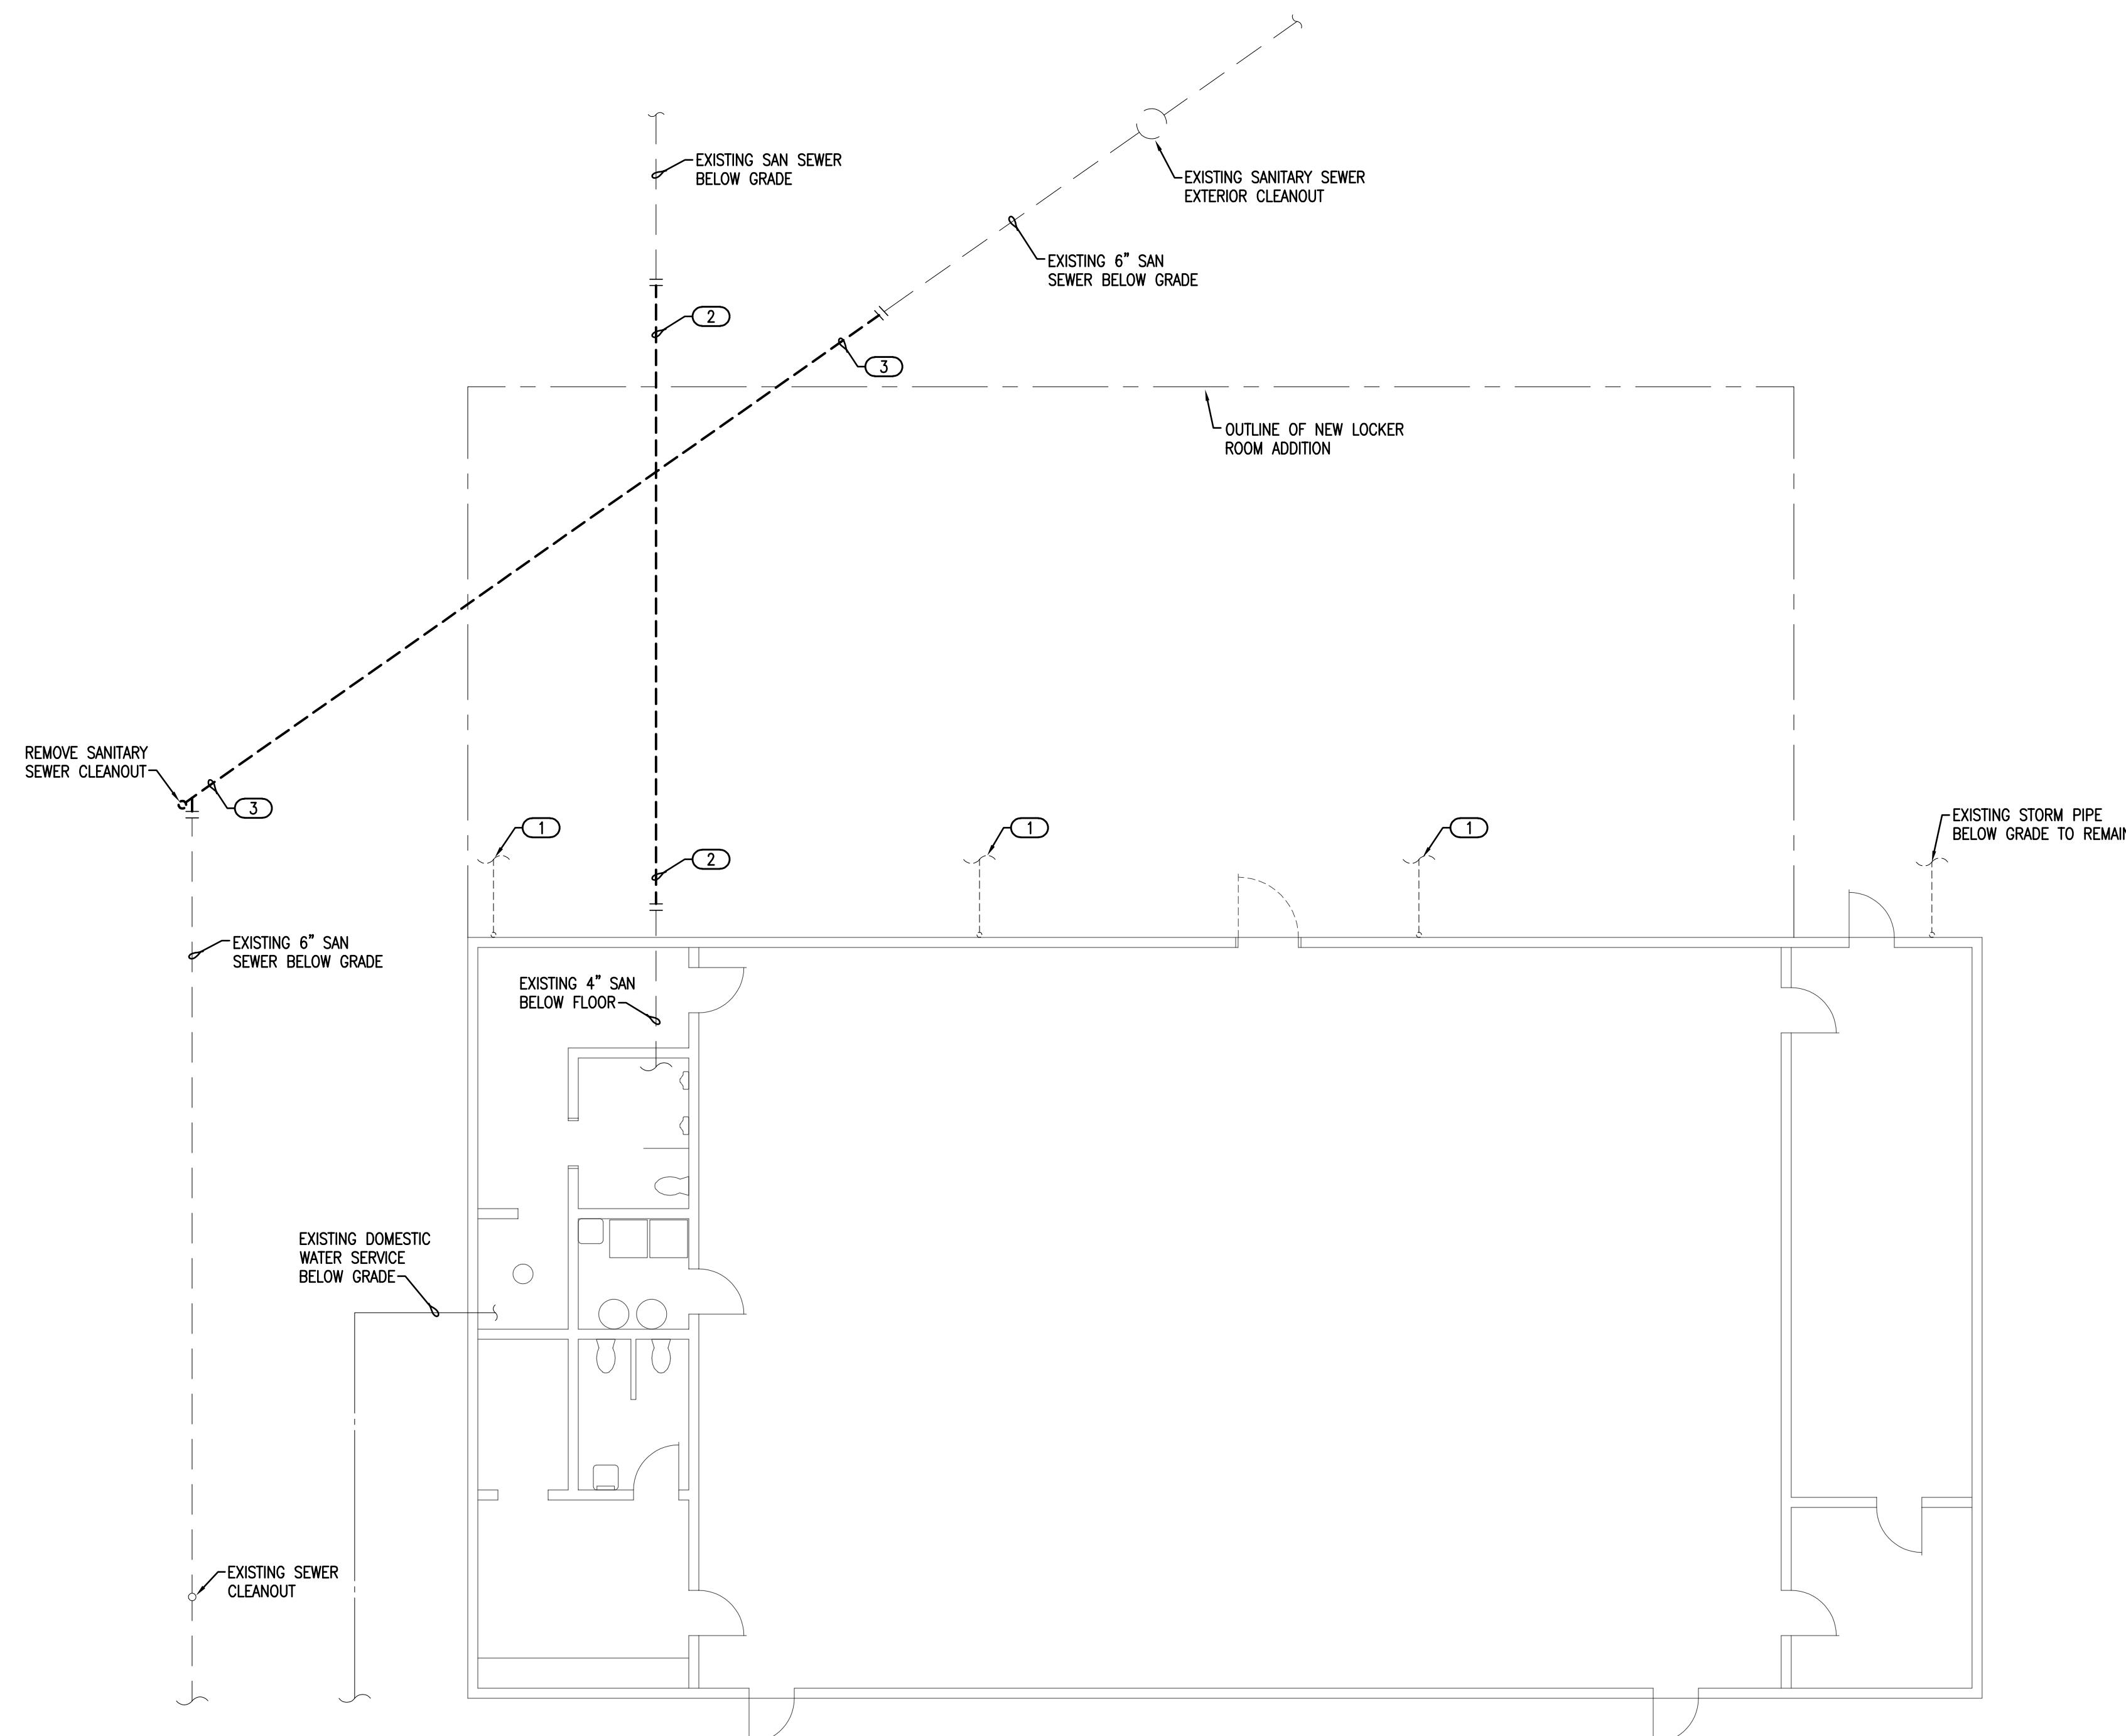 EXISTING SAN SEWER
BELOW GRADE
EXISTING SANITARY SEWER
EXTERIOR CLEANOUT
EXISTING 6" SAN
SEWER BELOW GRADE
2
3
OUTLINE OF NEW LOCKER
ROOM ADDITION
REMOVE SANITARY
SEWER CLEANOUT
3
1
1
1
EXISTING STORM PIPE
BELOW GRADE TO REMAIN
2
EXISTING 6" SAN
SEWER BELOW GRADE
EXISTING 4" SAN
BELOW FLOOR
EXISTING DOMESTIC
WATER SERVICE
BELOW GRADE
EXISTING SEWER
CLEANOUT